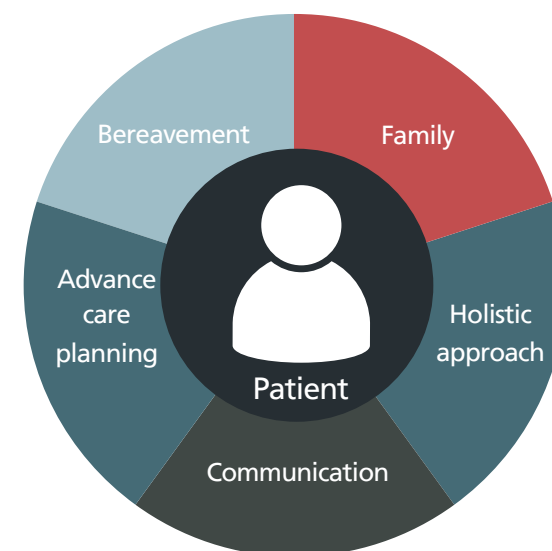 Bereavement
Family
Advance
care
planning
Holistic
approach
Patient
Communication